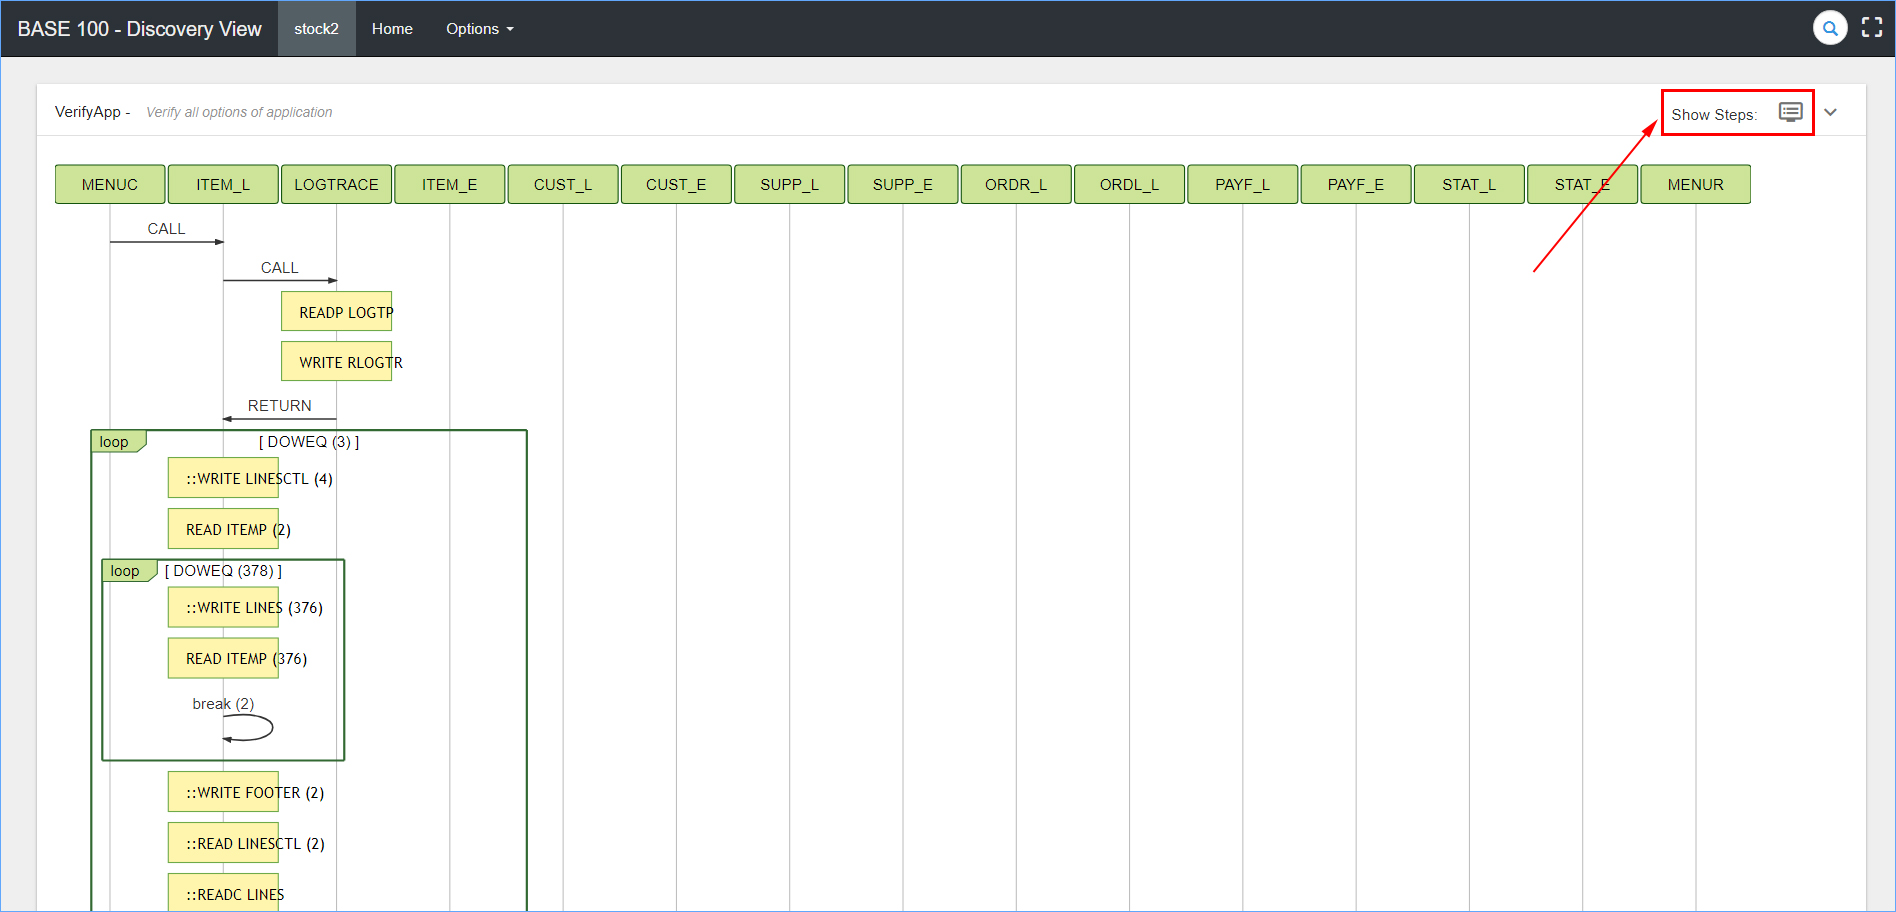 BASE 100 - Discovery View stock2 Home Options
VerifyApp - Verify all options of application Show Steps:
MENUC ITEM_L LOGTRACE ITEM_E CUST_L CUST_E SUPP_L SUPP_E ORDR_L ORDL_L PAYF_L PAYF_E STAT_L STAT_E MENUR
CALL
CALL
READP LOGTP
WRITE RLOGTR
RETURN
loop [ DOWEQ (3) ]
::WRITE LINESCTL (4)
READ ITEMP (2)
loop [ DOWEQ (378) ]
::WRITE LINES (376)
READ ITEMP (376)
break (2)
::WRITE FOOTER (2)
::READ LINESCTL (2)
::READC LINES